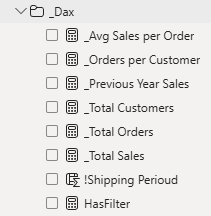 _Dax
_Avg Sales per Order
_Orders per Customer
_Previous Year Sales
_Total Customers
_Total Orders
_Total Sales
!Shipping Perioud
HasFilter